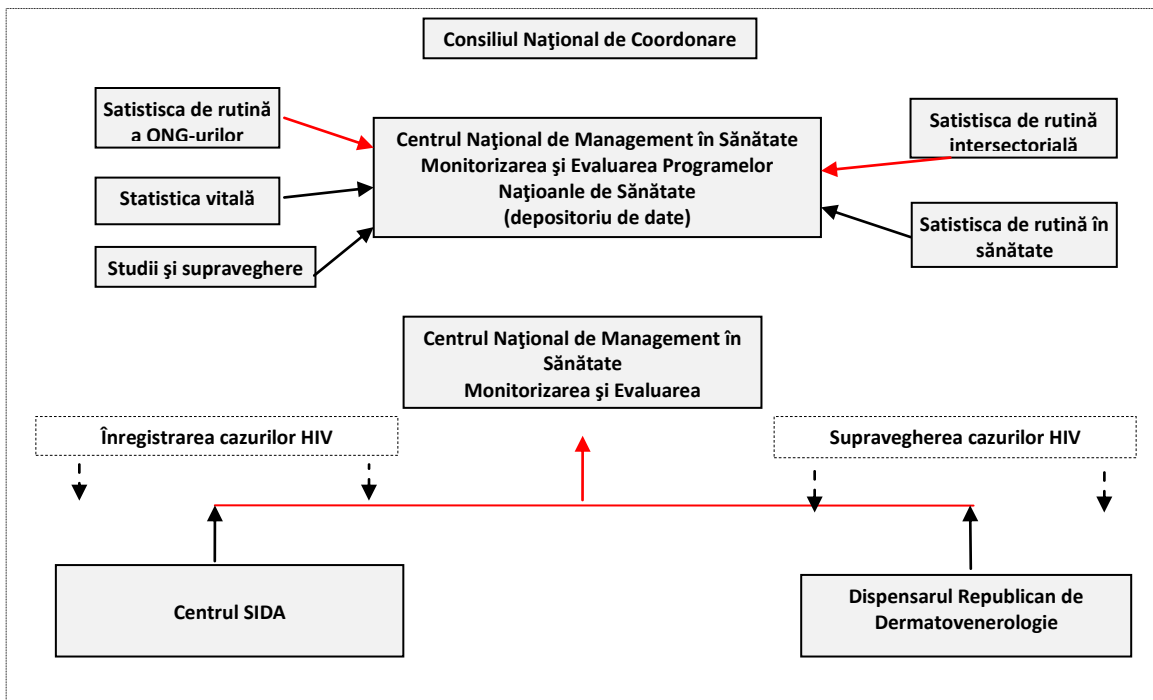 Consiliul Naţional de Coordonare
Satistisca de rutină
a ONG-urilor
Statistica vitală
Studii şi supraveghere
Centrul Naţional de Management în Sănătate
Monitorizarea şi Evaluarea Programelor
Naţioanle de Sănătate
(depositoriu de date)
Satistisca de rutină
intersectorială
Satistisca de rutină în
sănătate
Centrul Naţional de Management în
Sănătate
Monitorizarea şi Evaluarea
Înregistrarea cazurilor HIV
Supravegherea cazurilor HIV
Centrul SIDA
Dispensarul Republican de
Dermatovenerologie